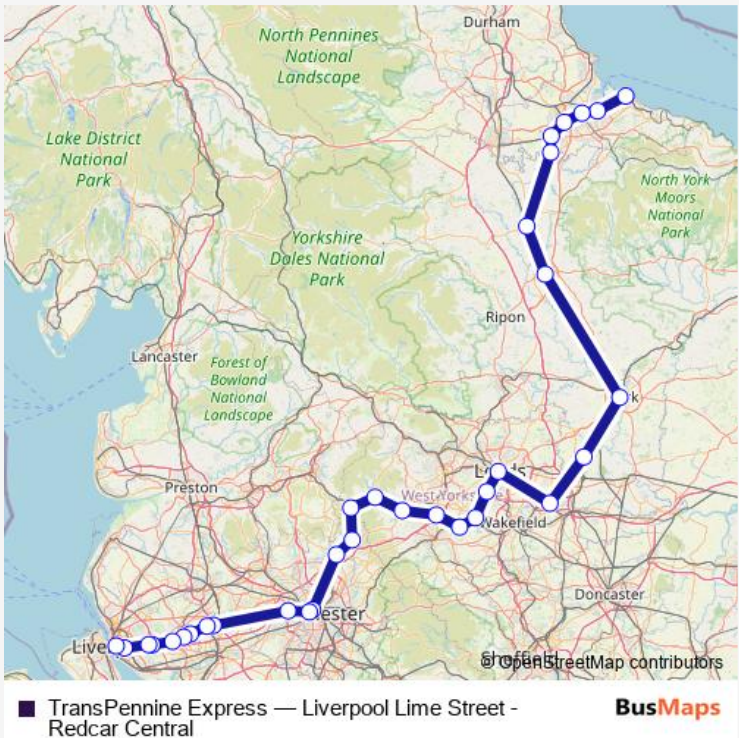 Durham
North Pennines
National
Landscape
Lake District
National
Park
North York
Moors
National
Park
Yorkshire
Dales National
Park
Ripon
Lancaster
Forest of
Bowland
National
Landscape
Preston
Wakefield
Doncaster
Sheffield
© OpenStreetMap contributors
TransPennine Express — Liverpool Lime Street -
Redcar Central
BusMaps